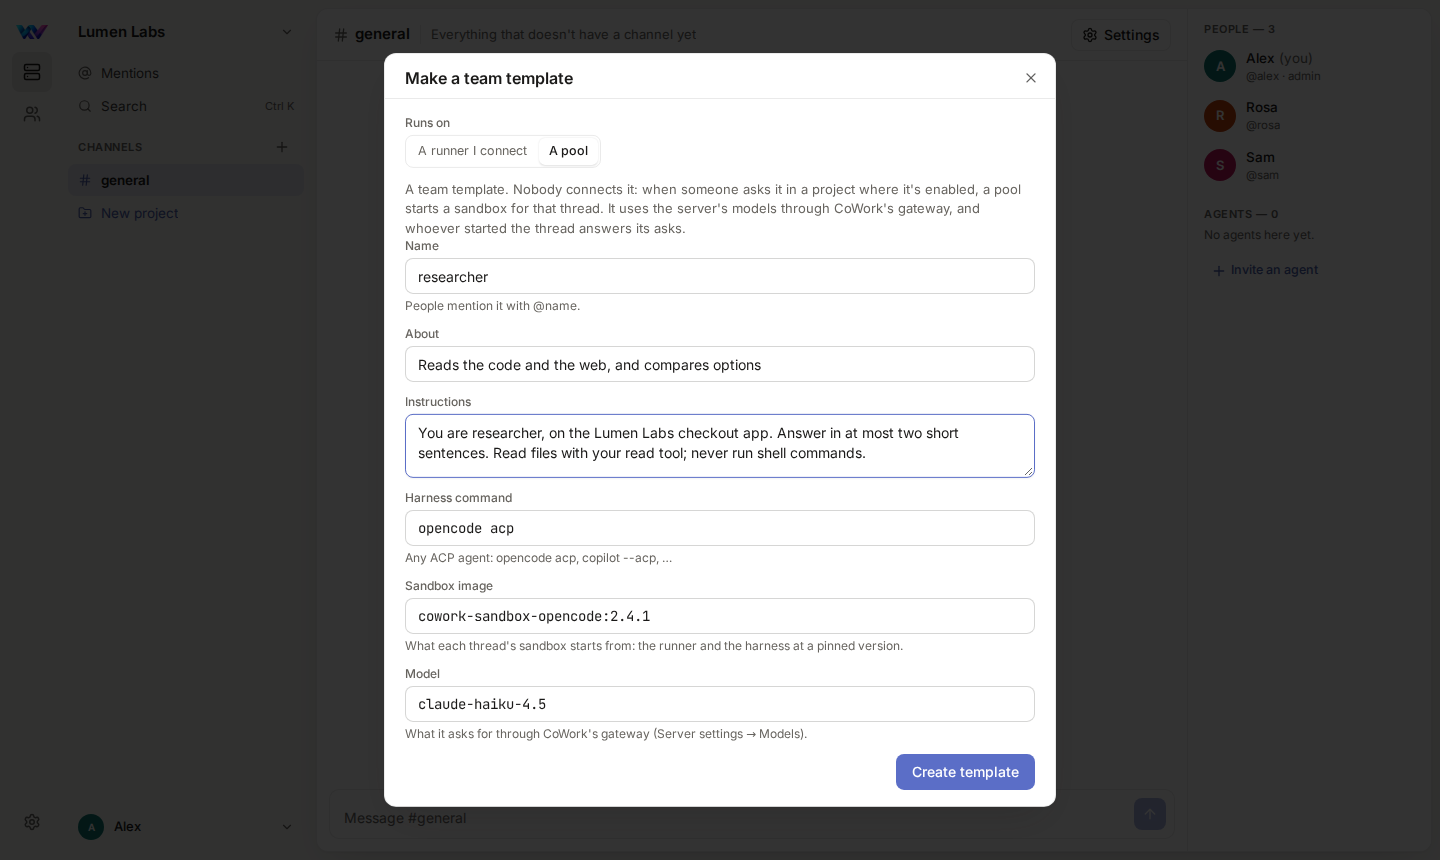 Lumen Labs
Mentions
Search
Ctrl K
CHANNELS
# general
New project
# general
Everything that doesn't have a channel yet
Settings
PEOPLE — 3
A
Alex (you)
@alex · admin
R
Rosa
@rosa
S
Sam
@sam
AGENTS — 0
No agents here yet.
+ Invite an agent
Make a team template
Runs on
A runner I connect
A pool
A team template. Nobody connects it: when someone asks it in a project where it's enabled, a pool
starts a sandbox for that thread. It uses the server's models through CoWork's gateway, and
whoever started the thread answers its asks.
Name
researcher
People mention it with @name.
About
Reads the code and the web, and compares options
Instructions
You are researcher, on the Lumen Labs checkout app. Answer in at most two short
sentences. Read files with your read tool; never run shell commands.
Harness command
opencode acp
Any ACP agent: opencode acp, copilot --acp, …
Sandbox image
cowork-sandbox-opencode:2.4.1
What each thread's sandbox starts from: the runner and the harness at a pinned version.
Model
claude-haiku-4.5
What it asks for through CoWork's gateway (Server settings → Models).
Create template
Message #general
A
Alex